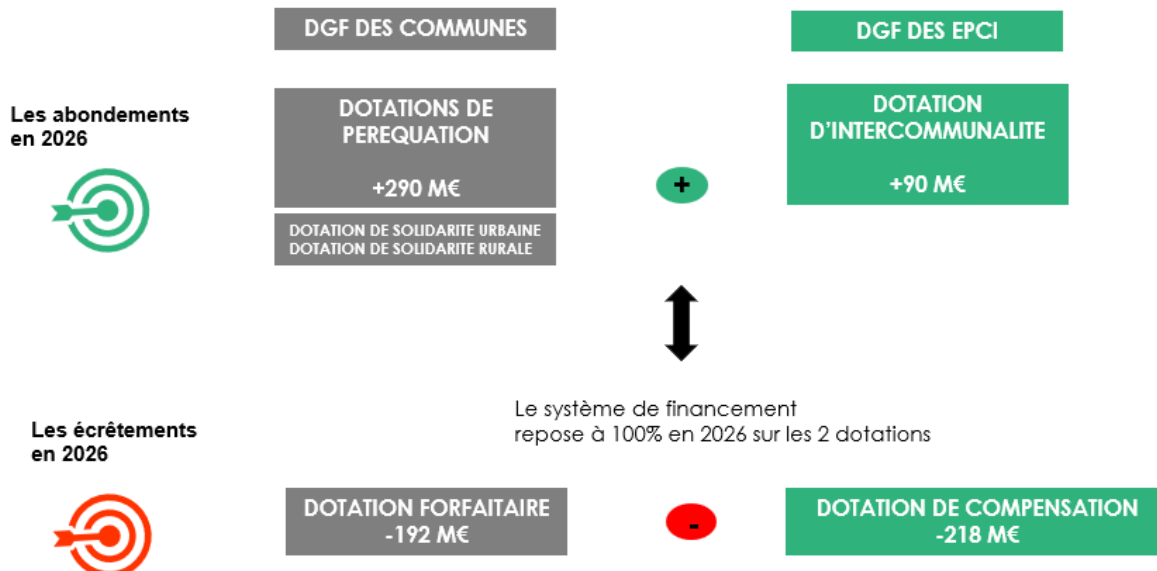 DGF DES COMMUNES
DGF DES EPCI
Les abondements
en 2026
DOTATIONS DE
PEREQUATION
+290 M€
DOTATION
D'INTERCOMMUNALITE
+90 M€
+
DOTATION DE SOLIDARITE URBAINE
DOTATION DE SOLIDARITE RURALE
Le système de financement
repose à 100% en 2026 sur les 2 dotations
Les écrêtements
en 2026
DOTATION FORFAITAIRE
-192 M€
-
DOTATION DE COMPENSATION
-218 M€